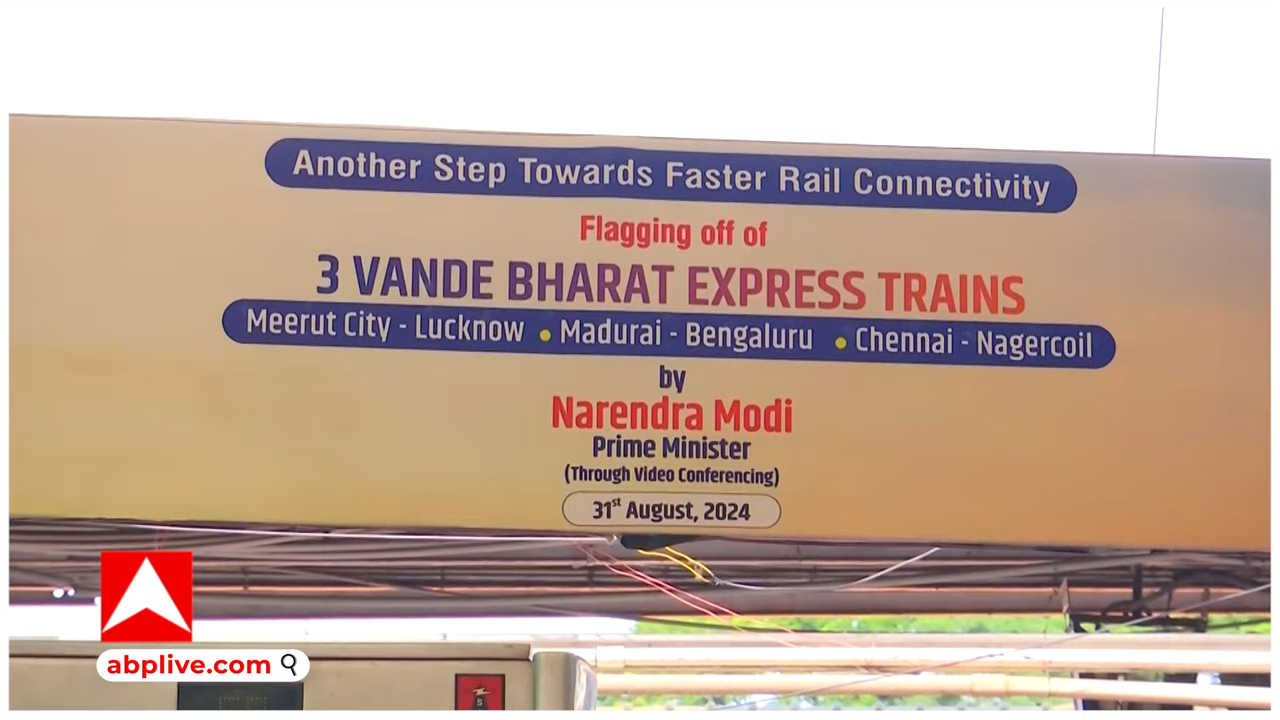 Another Step Towards Faster Rail Connectivity
Flagging off of
3 VANDE BHARAT EXPRESS TRAINS
Meerut City - Lucknow • Madurai - Bengaluru • Chennai - Nagercoil
by
Narendra Modi
Prime Minister
(Through Video Conferencing)
31st August, 2024
abplive.com